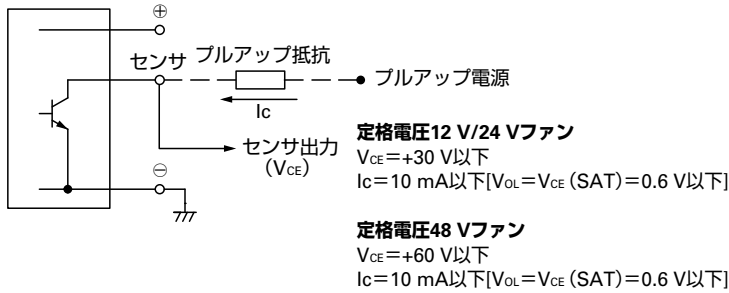 ⊕
センサ プルアップ抵抗
プルアップ電源
Ic
センサ出力
（VCE）
⊖
定格電圧12 V/24 Vファン
VCE＝+30 V以下
Ic＝10 mA以下[VOL＝VCE (SAT)＝0.6 V以下]
定格電圧48 Vファン
VCE＝+60 V以下
Ic＝10 mA以下[VOL＝VCE (SAT)＝0.6 V以下]